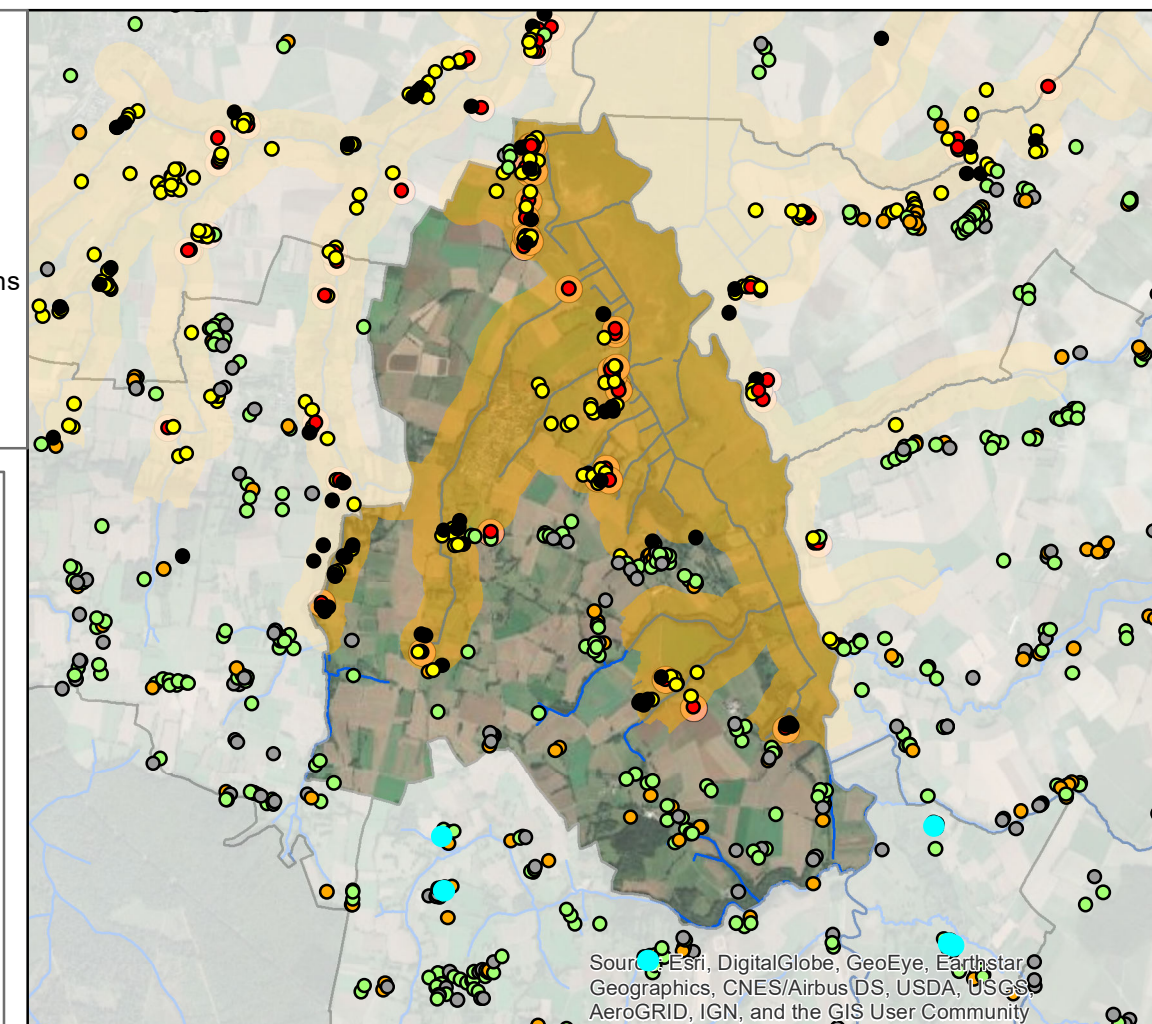 ns
Source: Esri, DigitalGlobe, GeoEye, Earthstar
Geographics, CNES/Airbus DS, USDA, USGS,
AeroGRID, IGN, and the GIS User Community